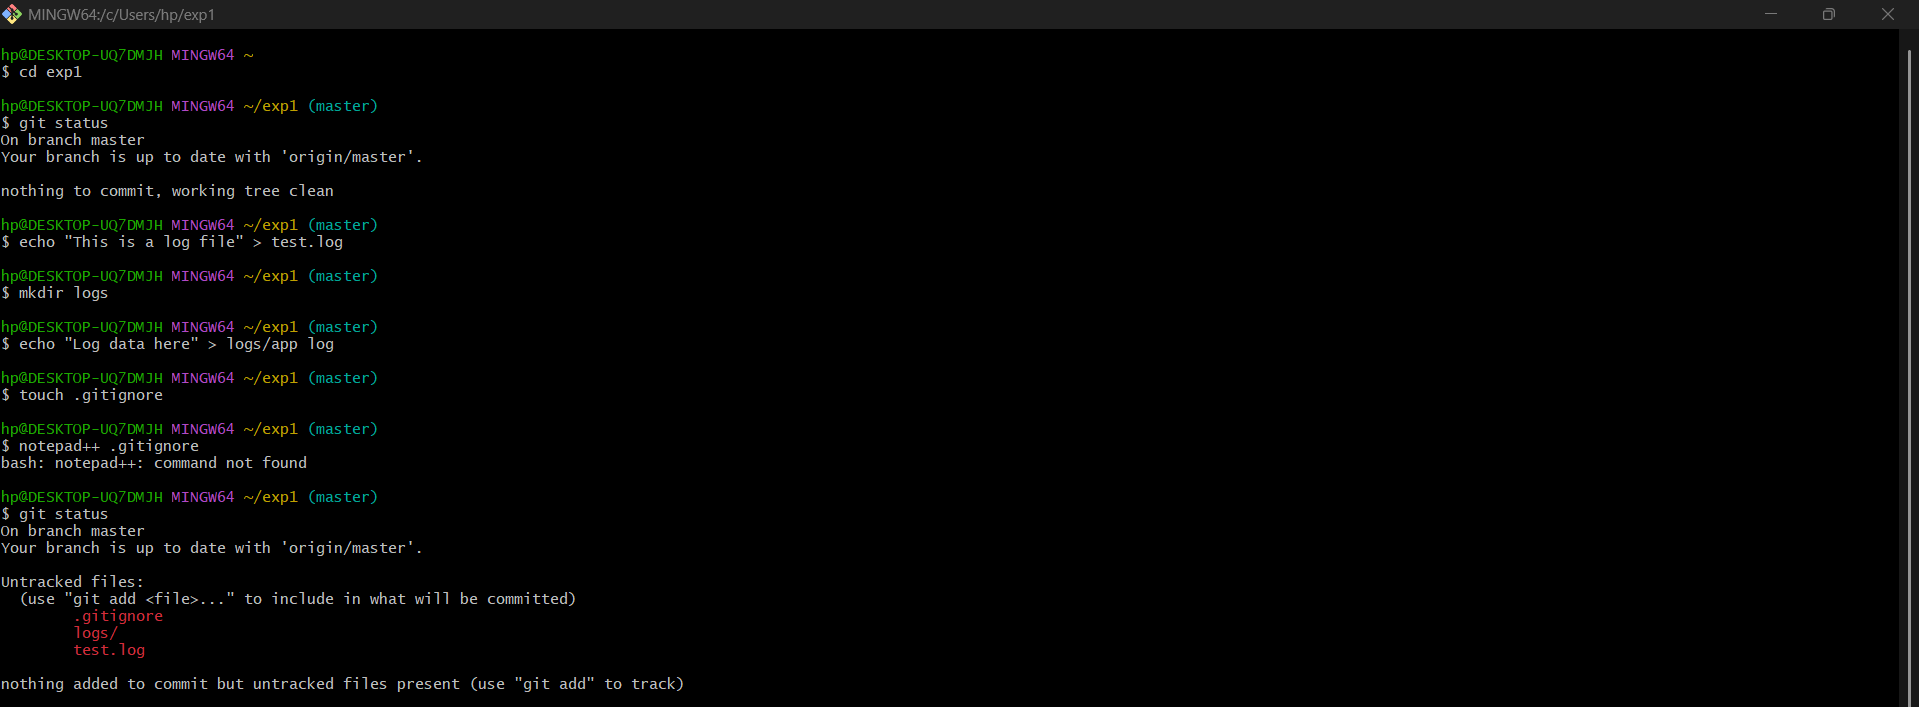 MINGW64:/c/Users/hp/exp1
hp@DESKTOP-UQ7DMJH MINGW64 ~
$ cd exp1
hp@DESKTOP-UQ7DMJH MINGW64 ~/exp1 (master)
$ git status
On branch master
Your branch is up to date with 'origin/master'.
nothing to commit, working tree clean
hp@DESKTOP-UQ7DMJH MINGW64 ~/exp1 (master)
$ echo "This is a log file" > test.log
hp@DESKTOP-UQ7DMJH MINGW64 ~/exp1 (master)
$ mkdir logs
hp@DESKTOP-UQ7DMJH MINGW64 ~/exp1 (master)
$ echo "Log data here" > logs/app log
hp@DESKTOP-UQ7DMJH MINGW64 ~/exp1 (master)
$ touch .gitignore
hp@DESKTOP-UQ7DMJH MINGW64 ~/exp1 (master)
$ notepad++ .gitignore
bash: notepad++: command not found
hp@DESKTOP-UQ7DMJH MINGW64 ~/exp1 (master)
$ git status
On branch master
Your branch is up to date with 'origin/master'.
Untracked files:
  (use "git add <file>..." to include in what will be committed)
        .gitignore
        logs/
        test.log
nothing added to commit but untracked files present (use "git add" to track)